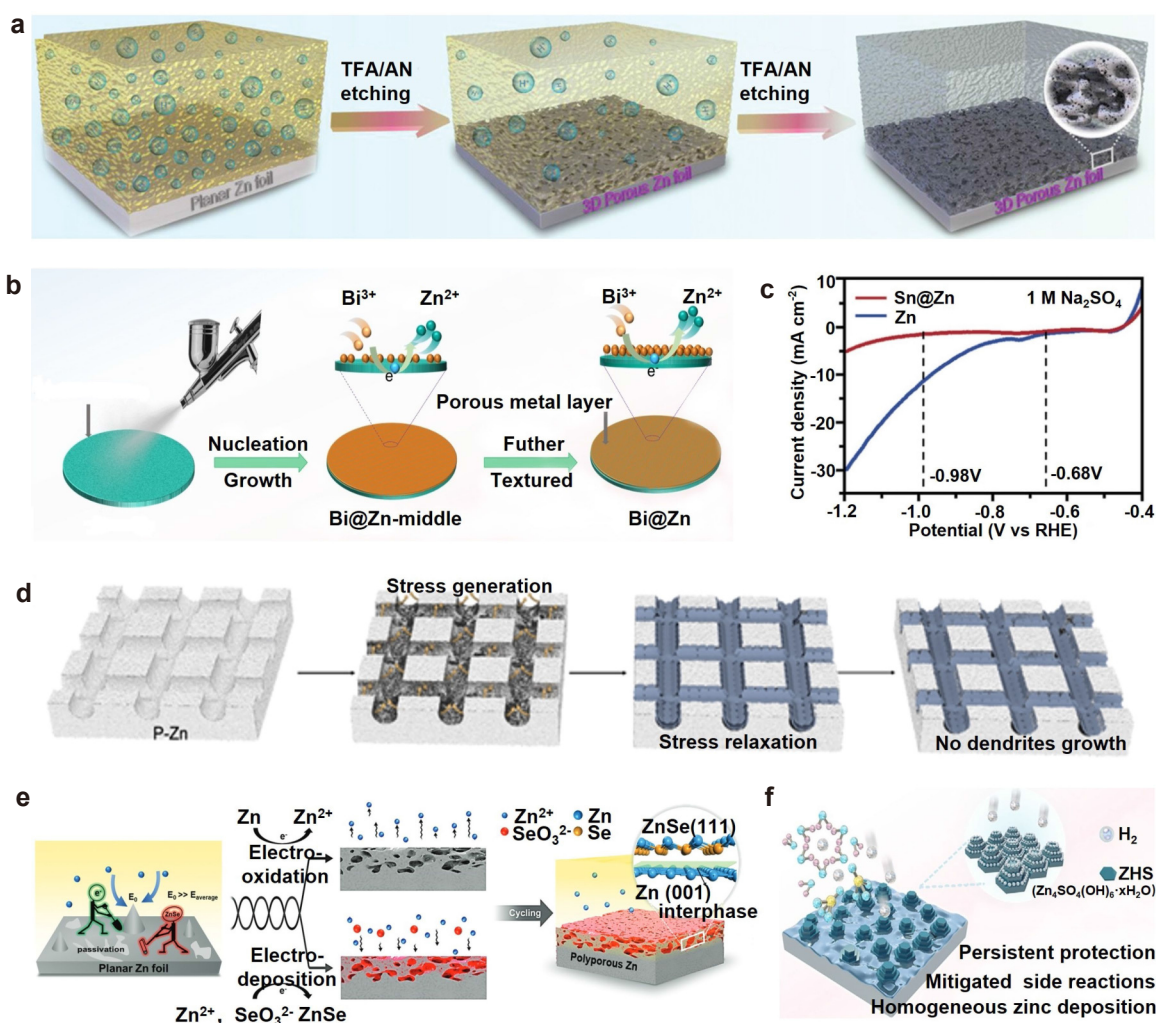 a
TFA/AN
etching
TFA/AN
etching
Planar Zn foil
3D Porous Zn foil
3D Porous Zn foil
b
Bi³⁺
Zn²⁺
e⁻
Bi³⁺
Zn²⁺
e⁻
Porous metal layer
Nucleation
Growth
Futher
Textured
Bi@Zn-middle
Bi@Zn
c
Current density (mA cm⁻²)
10
0
-10
-20
-30
Sn@Zn
Zn
1 M Na₂SO₄
-0.98V
-0.68V
-1.2
-1.0
-0.8
-0.6
-0.4
Potential (V vs RHE)
d
P-Zn
Stress generation
Stress relaxation
No dendrites growth
e
e⁻
E₀
E₀ >> Eaverage
ZnSe
passivation
Planar Zn foil
Zn
Zn²⁺
e⁻
Electro-
oxidation
Electro-
deposition
e⁻
Zn²⁺, SeO₃²⁻ ZnSe
Zn²⁺
Zn
SeO₃²⁻
Se
Cycling
ZnSe(111)
Zn (001)
interphase
Polyporous Zn
f
H₂
ZHS
(Zn₄SO₄(OH)₆·xH₂O)
Persistent protection
Mitigated side reactions
Homogeneous zinc deposition